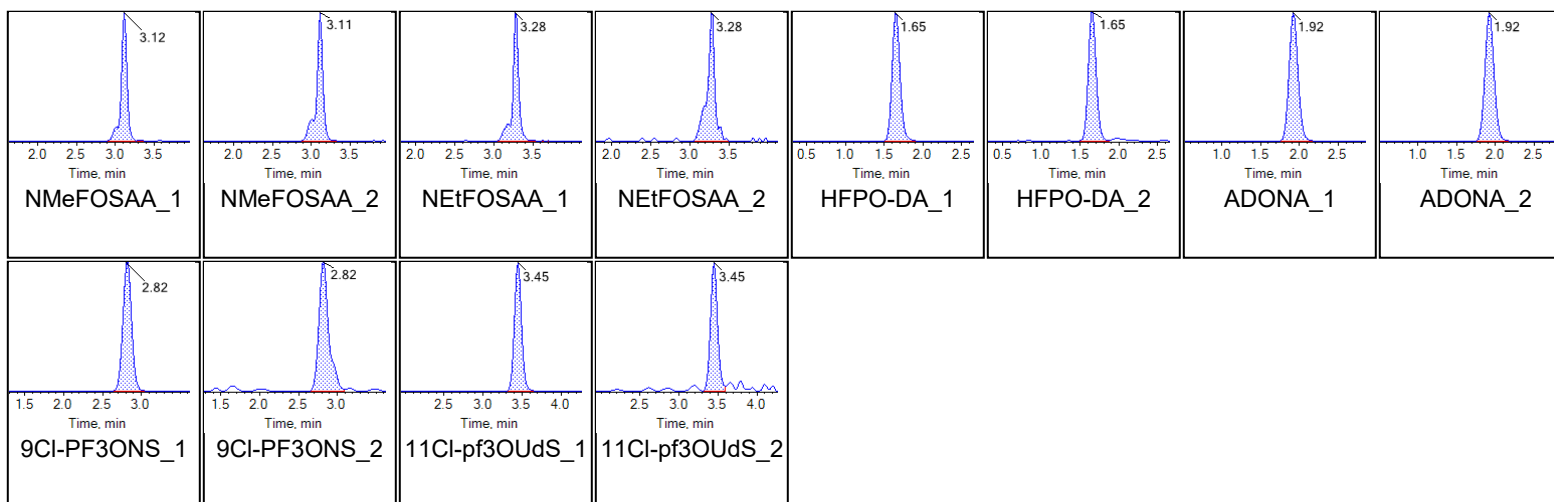 3.12 3.11 3.28 3.28 1.65 1.65 1.92 1.92
2.0 2.5 3.0 3.5 2.0 2.5 3.0 3.5 2.0 2.5 3.0 3.5 2.0 2.5 3.0 3.5 0.5 1.0 1.5 2.0 2.5 0.5 1.0 1.5 2.0 2.5 1.0 1.5 2.0 2.5 1.0 1.5 2.0 2.5
Time, min Time, min Time, min Time, min Time, min Time, min Time, min Time, min
NMeFOSAA_1 NMeFOSAA_2 NEtFOSAA_1 NEtFOSAA_2 HFPO-DA_1 HFPO-DA_2 ADONA_1 ADONA_2
2.82 2.82 3.45 3.45
1.5 2.0 2.5 3.0 1.5 2.0 2.5 3.0 2.5 3.0 3.5 4.0 2.5 3.0 3.5 4.0
Time, min Time, min Time, min Time, min
9Cl-PF3ONS_1 9Cl-PF3ONS_2 11Cl-pf3OUdS_1 11Cl-pf3OUdS_2